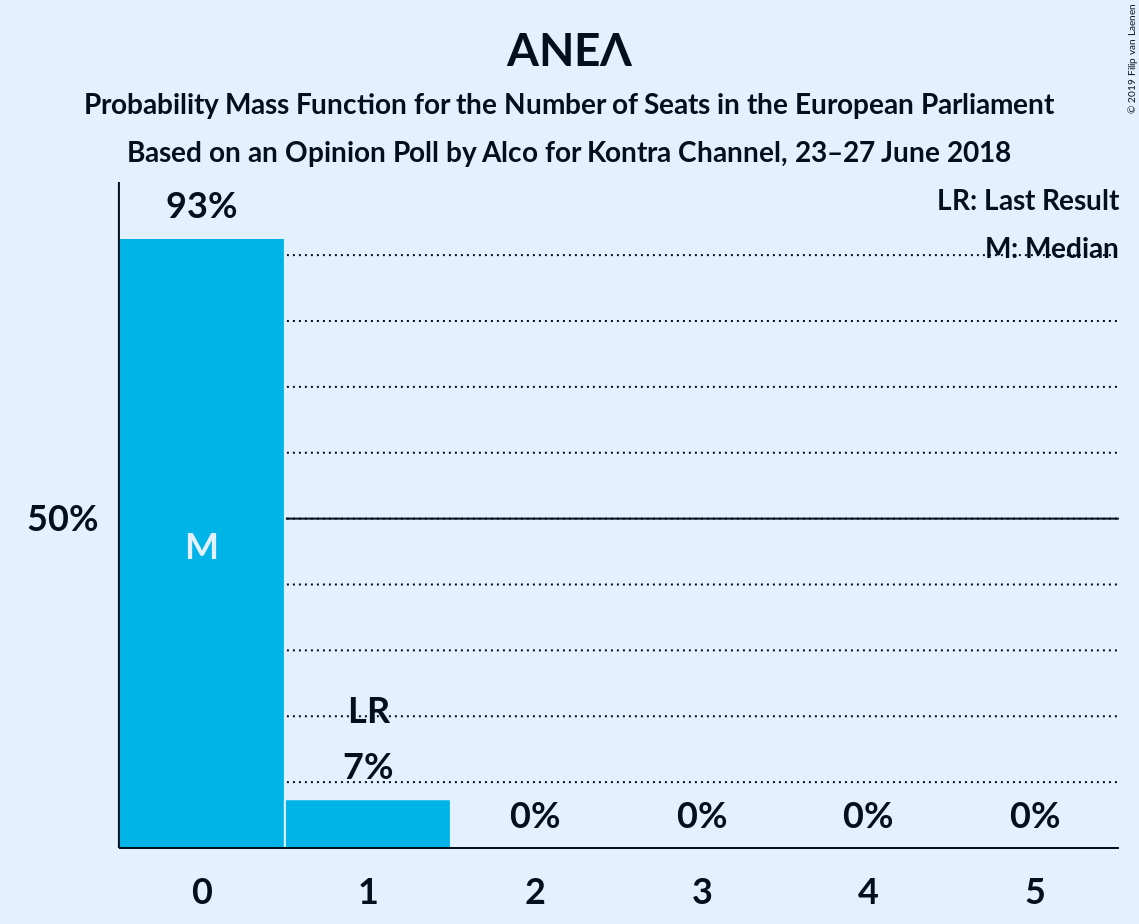 ΑΝΕΛ
Probability Mass Function for the Number of Seats in the European Parliament
Based on an Opinion Poll by Alco for Kontra Channel, 23–27 June 2018
© 2019 Filip van Laenen
LR: Last Result
M: Median
93%
50%
M
LR
7%
0% 0% 0% 0%
0 1 2 3 4 5